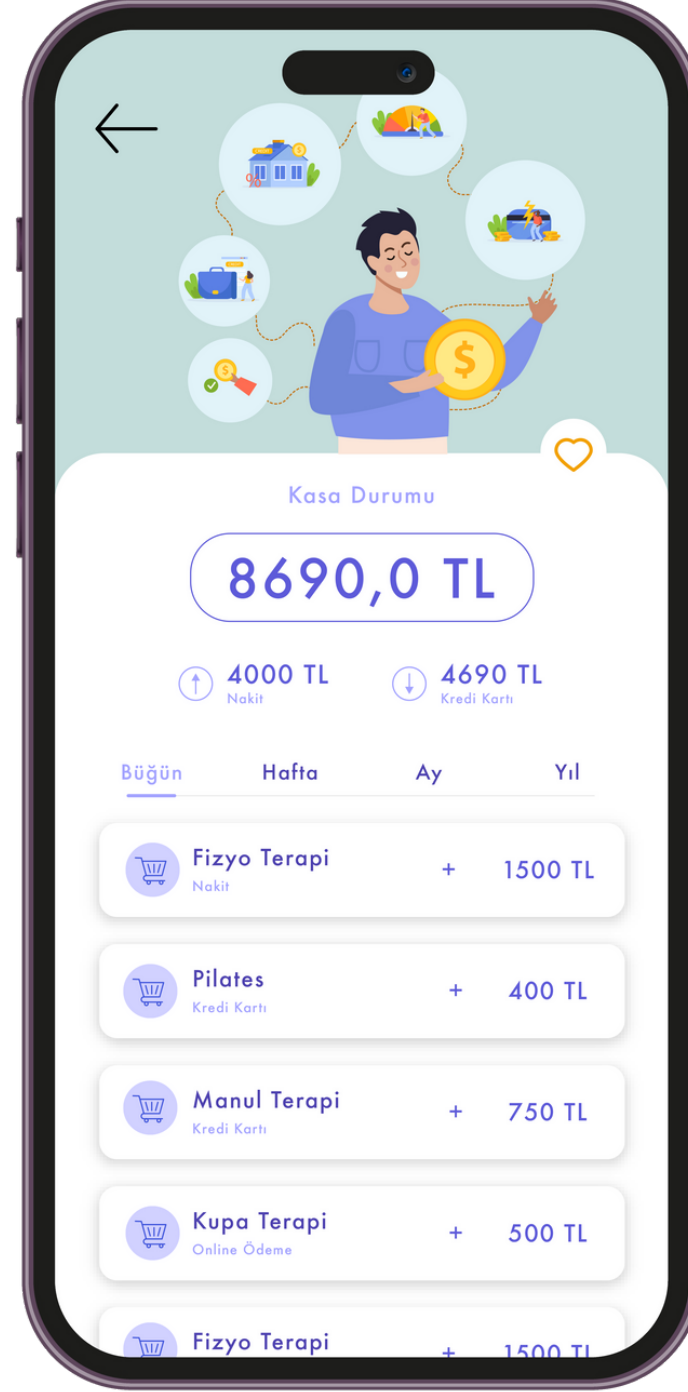 Kasa Durumu
8690,0 TL
4000 TL
Nakit
4690 TL
Kredi Kartı
Büğün Hafta Ay Yıl
Fizyo Terapi + 1500 TL
Nakit
Pilates + 400 TL
Kredi Kartı
Manul Terapi + 750 TL
Kredi Kartı
Kupa Terapi + 500 TL
Online Ödeme
Fizyo Terapi + 1500 TL